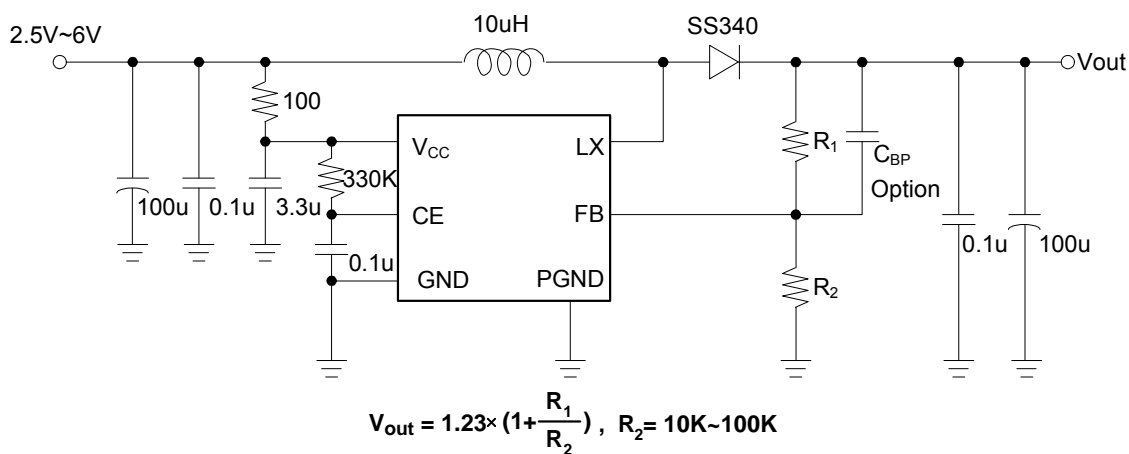 10uH
SS340
2.5V~6V
Vout
100
VCC
LX
R1
CBP
Option
330K
100u
0.1u
3.3u
CE
FB
0.1u
100u
0.1u
GND
PGND
R2
Vout = 1.23×(1+R1/R2) , R2= 10K~100K